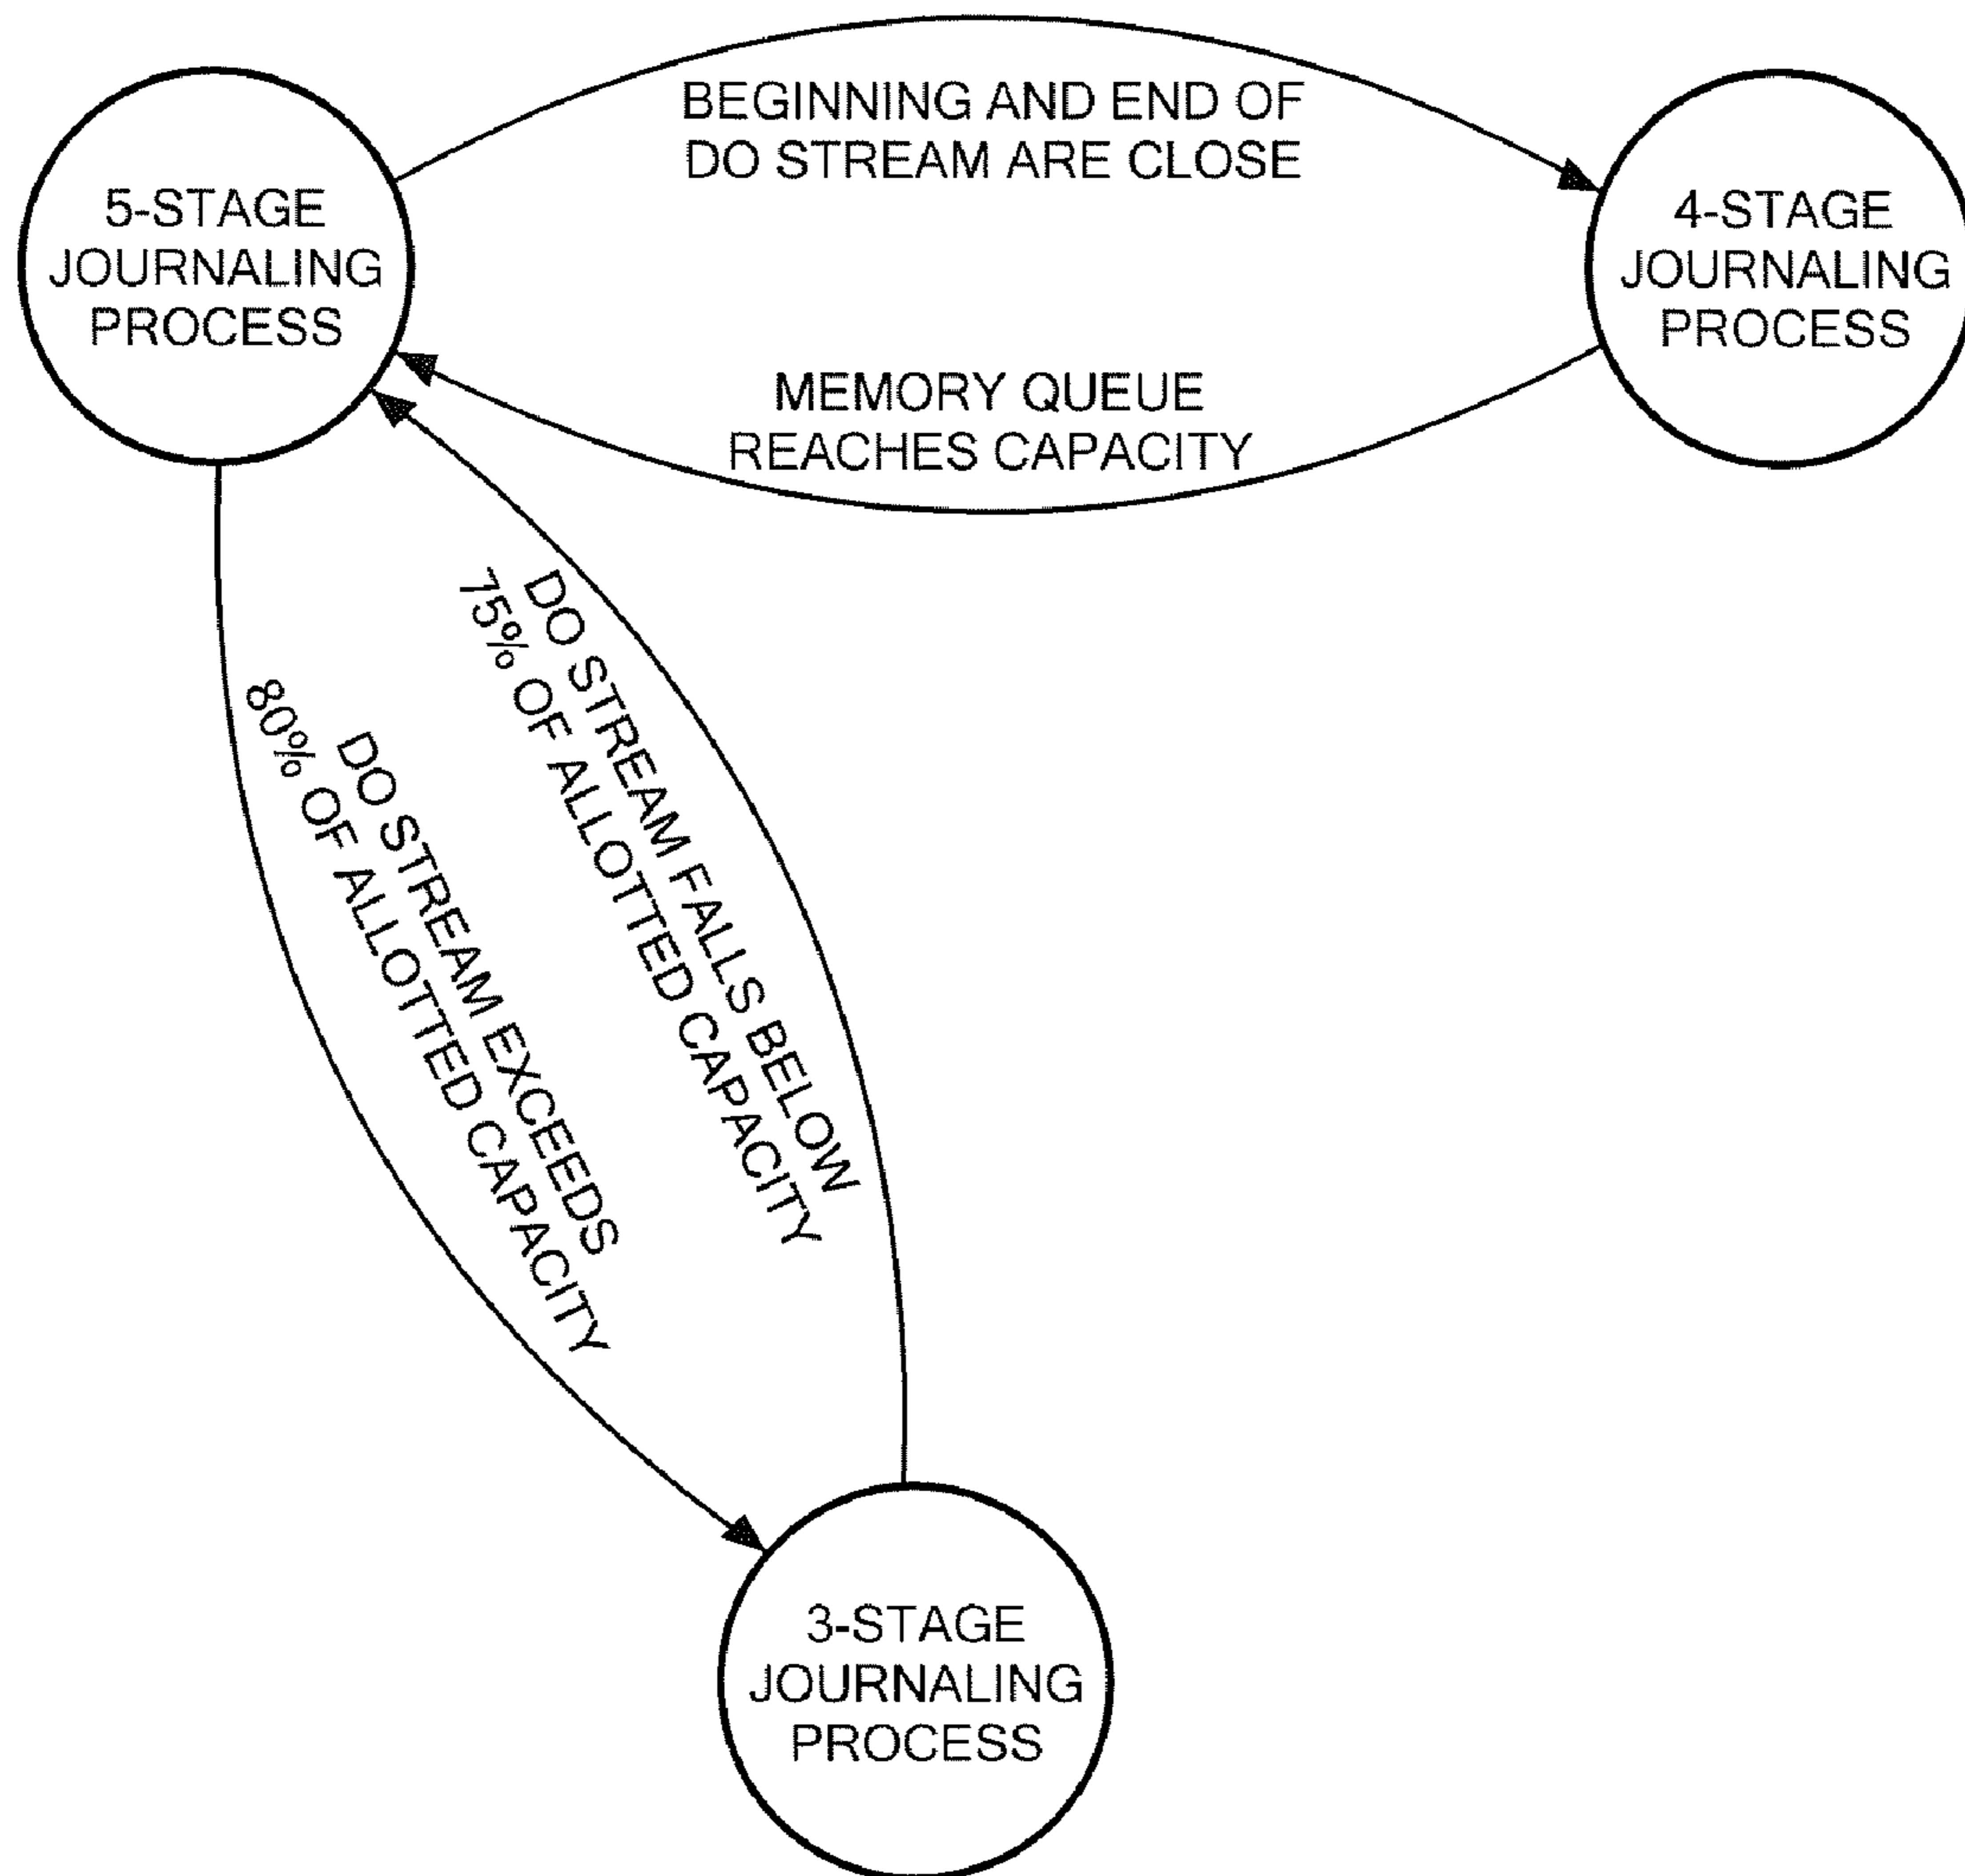 BEGINNING AND END OF
DO STREAM ARE CLOSE
5-STAGE
JOURNALING
PROCESS
4-STAGE
JOURNALING
PROCESS
MEMORY QUEUE
REACHES CAPACITY
DO STREAM FALLS BELOW
75% OF ALLOTTED CAPACITY
DO STREAM EXCEEDS
80% OF ALLOTTED CAPACITY
3-STAGE
JOURNALING
PROCESS